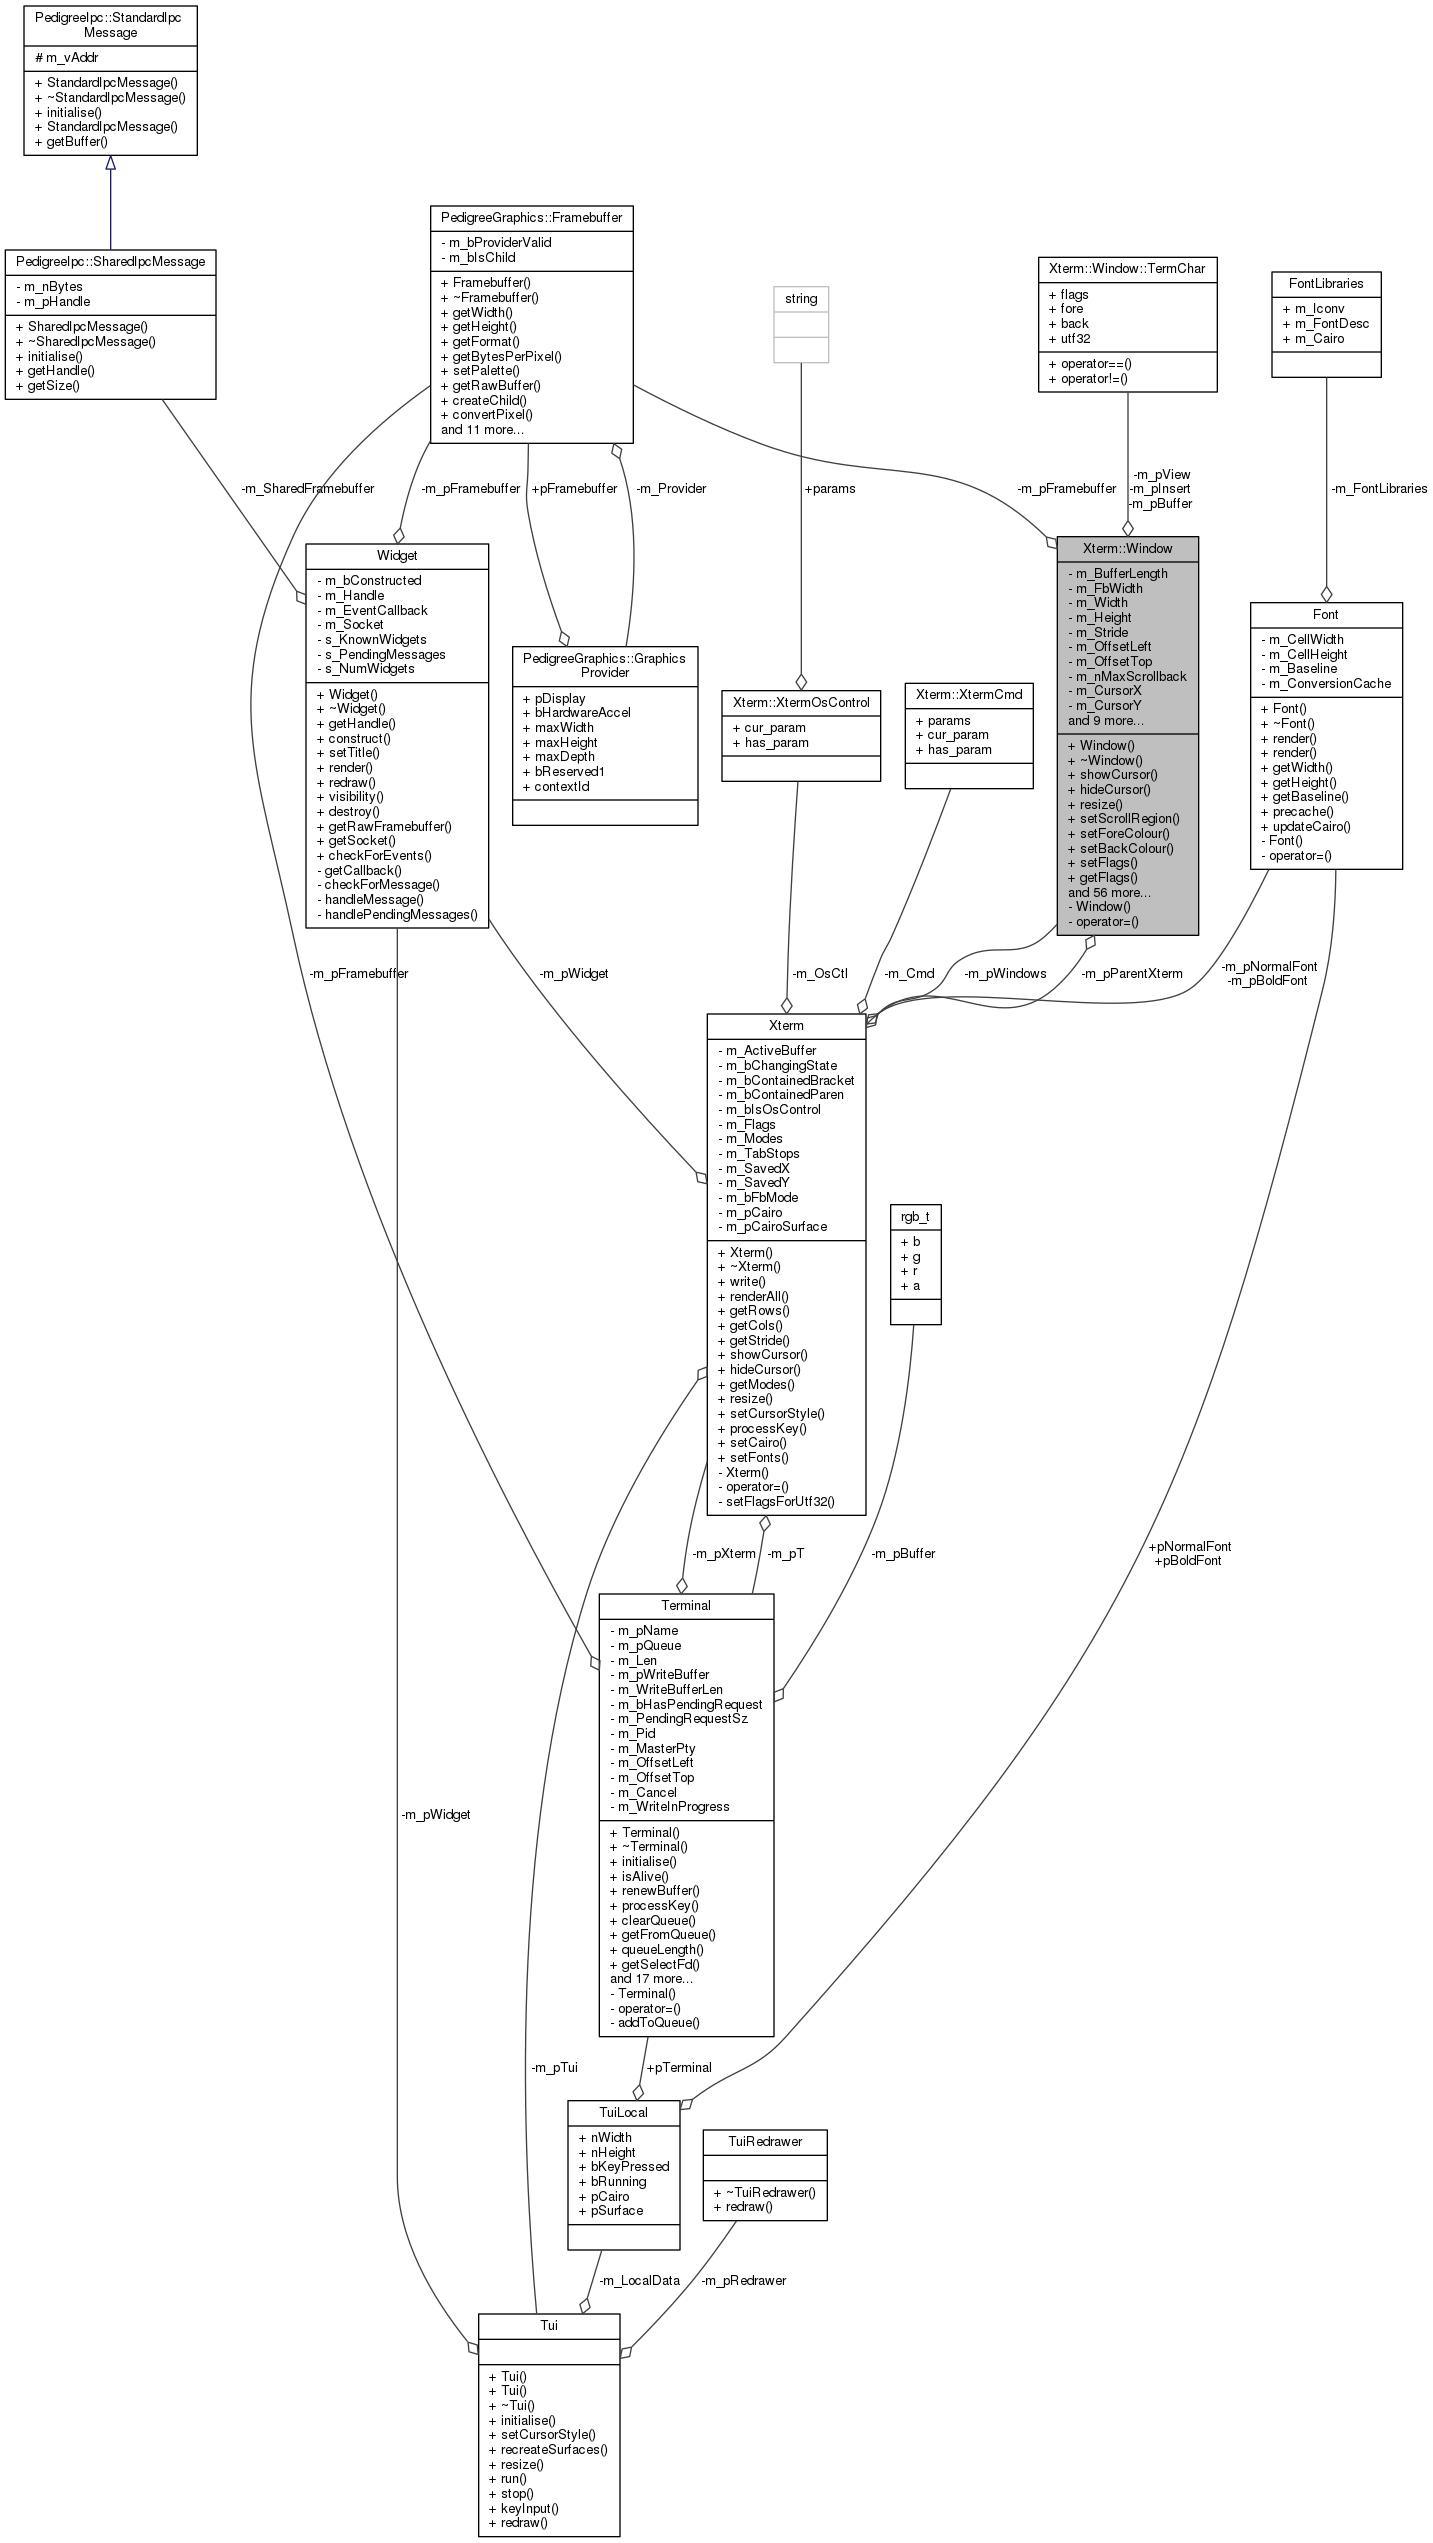 PedigreeIpc::StandardIpc
Message
# m_vAddr
+ StandardIpcMessage()
+ ~StandardIpcMessage()
+ initialise()
+ StandardIpcMessage()
+ getBuffer()
PedigreeIpc::SharedIpcMessage
- m_nBytes
- m_pHandle
+ SharedIpcMessage()
+ ~SharedIpcMessage()
+ initialise()
+ getHandle()
+ getSize()
PedigreeGraphics::Framebuffer
- m_bProviderValid
- m_bIsChild
+ Framebuffer()
+ ~Framebuffer()
+ getWidth()
+ getHeight()
+ getFormat()
+ getBytesPerPixel()
+ setPalette()
+ getRawBuffer()
+ createChild()
+ convertPixel()
and 11 more...
string
Xterm::Window::TermChar
+ flags
+ fore
+ back
+ utf32
+ operator==()
+ operator!=()
FontLibraries
+ m_Iconv
+ m_FontDesc
+ m_Cairo
-m_SharedFramebuffer
-m_pFramebuffer
+pFramebuffer
-m_Provider
+params
-m_pFramebuffer
-m_pView
-m_pInsert
-m_pBuffer
-m_FontLibraries
Widget
- m_bConstructed
- m_Handle
- m_EventCallback
- m_Socket
- s_KnownWidgets
- s_PendingMessages
- s_NumWidgets
+ Widget()
+ ~Widget()
+ getHandle()
+ construct()
+ setTitle()
+ render()
+ redraw()
+ visibility()
+ destroy()
+ getRawFramebuffer()
+ getSocket()
+ checkForEvents()
- getCallback()
- checkForMessage()
- handleMessage()
- handlePendingMessages()
PedigreeGraphics::Graphics
Provider
+ pDisplay
+ bHardwareAccel
+ maxWidth
+ maxHeight
+ maxDepth
+ bReserved1
+ contextId
Xterm::XtermOsControl
+ cur_param
+ has_param
Xterm::XtermCmd
+ params
+ cur_param
+ has_param
Xterm::Window
- m_BufferLength
- m_FbWidth
- m_Width
- m_Height
- m_Stride
- m_OffsetLeft
- m_OffsetTop
- m_nMaxScrollback
- m_CursorX
- m_CursorY
and 9 more...
+ Window()
+ ~Window()
+ showCursor()
+ hideCursor()
+ resize()
+ setScrollRegion()
+ setForeColour()
+ setBackColour()
+ setFlags()
+ getFlags()
and 56 more...
- Window()
- operator=()
Font
- m_CellWidth
- m_CellHeight
- m_Baseline
- m_ConversionCache
+ Font()
+ ~Font()
+ render()
+ render()
+ getWidth()
+ getHeight()
+ getBaseline()
+ precache()
+ updateCairo()
- Font()
- operator=()
-m_pFramebuffer
-m_pWidget
-m_OsCtl
-m_Cmd
-m_pWindows
-m_pParentXterm
-m_pNormalFont
-m_pBoldFont
Xterm
- m_ActiveBuffer
- m_bChangingState
- m_bContainedBracket
- m_bContainedParen
- m_bIsOsControl
- m_Flags
- m_Modes
- m_TabStops
- m_SavedX
- m_SavedY
- m_bFbMode
- m_pCairo
- m_pCairoSurface
+ Xterm()
+ ~Xterm()
+ write()
+ renderAll()
+ getRows()
+ getCols()
+ getStride()
+ showCursor()
+ hideCursor()
+ getModes()
+ resize()
+ setCursorStyle()
+ processKey()
+ setCairo()
+ setFonts()
- Xterm()
- operator=()
- setFlagsForUtf32()
rgb_t
+ b
+ g
+ r
+ a
-m_pXterm
-m_pT
-m_pBuffer
+pNormalFont
+pBoldFont
Terminal
- m_pName
- m_pQueue
- m_Len
- m_pWriteBuffer
- m_WriteBufferLen
- m_bHasPendingRequest
- m_PendingRequestSz
- m_Pid
- m_MasterPty
- m_OffsetLeft
- m_OffsetTop
- m_Cancel
- m_WriteInProgress
+ Terminal()
+ ~Terminal()
+ initialise()
+ isAlive()
+ renewBuffer()
+ processKey()
+ clearQueue()
+ getFromQueue()
+ queueLength()
+ getSelectFd()
and 17 more...
- Terminal()
- operator=()
- addToQueue()
-m_pWidget
-m_pTui
+pTerminal
TuiLocal
+ nWidth
+ nHeight
+ bKeyPressed
+ bRunning
+ pCairo
+ pSurface
TuiRedrawer
+ ~TuiRedrawer()
+ redraw()
-m_LocalData
-m_pRedrawer
Tui
+ Tui()
+ Tui()
+ ~Tui()
+ initialise()
+ setCursorStyle()
+ recreateSurfaces()
+ resize()
+ run()
+ stop()
+ keyInput()
+ redraw()